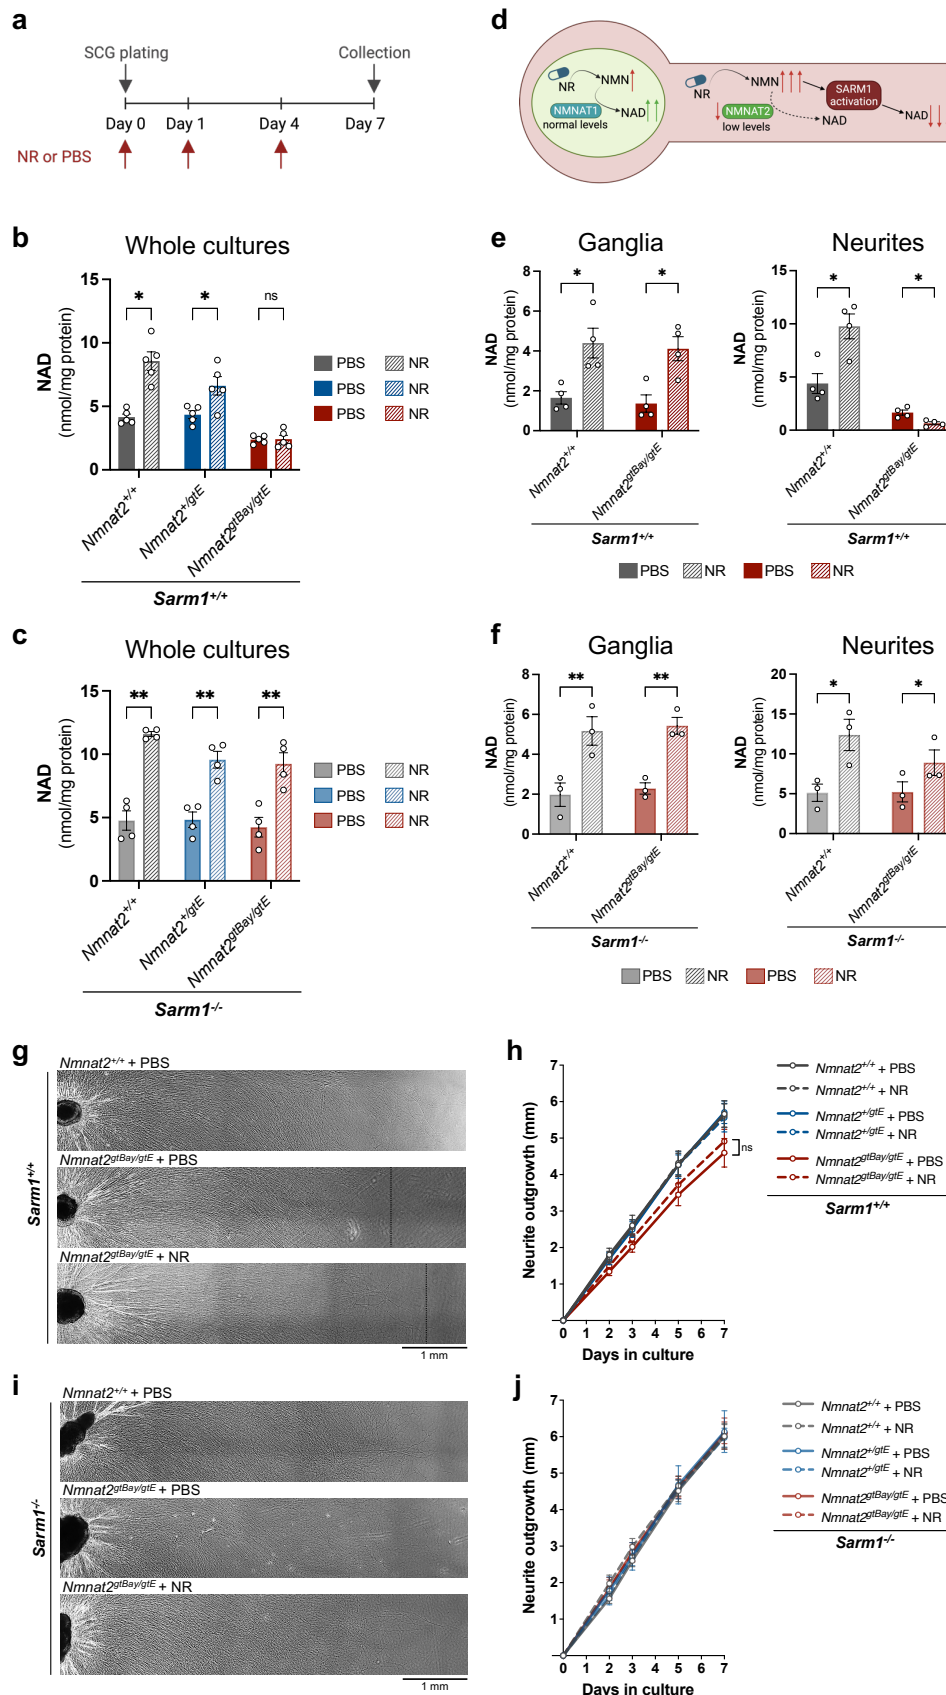 a
SCG plating
Collection
Day 0
Day 1
Day 4
Day 7
NR or PBS
d
NR
NMN
NMNAT1
normal levels
NAD
NR
NMN
NMNAT2
low levels
NAD
SARM1
activation
NAD
b
Whole cultures
NAD
(nmol/mg protein)
15
10
5
0
*
*
ns
PBS
NR
PBS
NR
PBS
NR
Nmnat2+/+
Nmnat2+/gtE
Nmnat2gtBay/gtE
Sarm1+/+
e
Ganglia
NAD
(nmol/mg protein)
8
6
4
2
0
*
*
Nmnat2+/+
Nmnat2gtBay/gtE
Sarm1+/+
Neurites
NAD
(nmol/mg protein)
15
10
5
0
*
*
Nmnat2+/+
Nmnat2gtBay/gtE
Sarm1+/+
PBS
NR
PBS
NR
c
Whole cultures
NAD
(nmol/mg protein)
15
10
5
0
**
**
**
PBS
NR
PBS
NR
PBS
NR
Nmnat2+/+
Nmnat2+/gtE
Nmnat2gtBay/gtE
Sarm1-/-
f
Ganglia
NAD
(nmol/mg protein)
8
6
4
2
0
**
**
Nmnat2+/+
Nmnat2gtBay/gtE
Sarm1-/-
Neurites
NAD
(nmol/mg protein)
20
15
10
5
0
*
*
Nmnat2+/+
Nmnat2gtBay/gtE
Sarm1-/-
PBS
NR
PBS
NR
g
Nmnat2+/+ + PBS
Nmnat2gtBay/gtE + PBS
Nmnat2gtBay/gtE + NR
Sarm1+/+
1 mm
h
Neurite outgrowth (mm)
7
6
5
4
3
2
1
0 1 2 3 4 5 6 7
Days in culture
ns
Nmnat2+/+ + PBS
Nmnat2+/+ + NR
Nmnat2+/gtE + PBS
Nmnat2+/gtE + NR
Nmnat2gtBay/gtE + PBS
Nmnat2gtBay/gtE + NR
Sarm1+/+
i
Nmnat2+/+ + PBS
Nmnat2gtBay/gtE + PBS
Nmnat2gtBay/gtE + NR
Sarm1-/-
1 mm
j
Neurite outgrowth (mm)
7
6
5
4
3
2
1
0 1 2 3 4 5 6 7
Days in culture
Nmnat2+/+ + PBS
Nmnat2+/+ + NR
Nmnat2+/gtE + PBS
Nmnat2+/gtE + NR
Nmnat2gtBay/gtE + PBS
Nmnat2gtBay/gtE + NR
Sarm1-/-